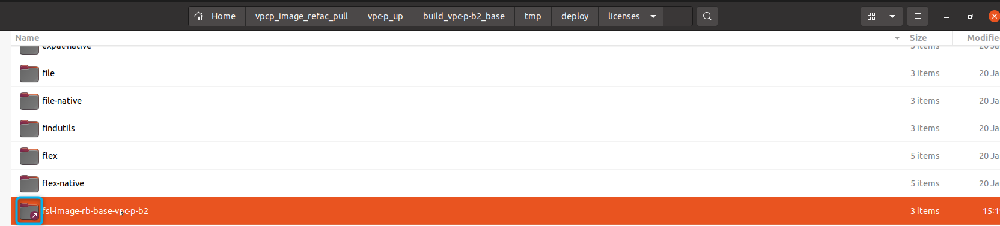 Home vpcp_image_refac_pull vpc-p_up build_vpc-p-b2_base tmp deploy licenses
Name Size Modifie
expat-native 3 items 20 Ja
file 3 items 20 Ja
file-native 3 items 20 Ja
findutils 3 items 20 Ja
flex 5 items 20 Ja
flex-native 5 items 20 Ja
fsl-image-rb-base-vpc-p-b2 3 items 15:1